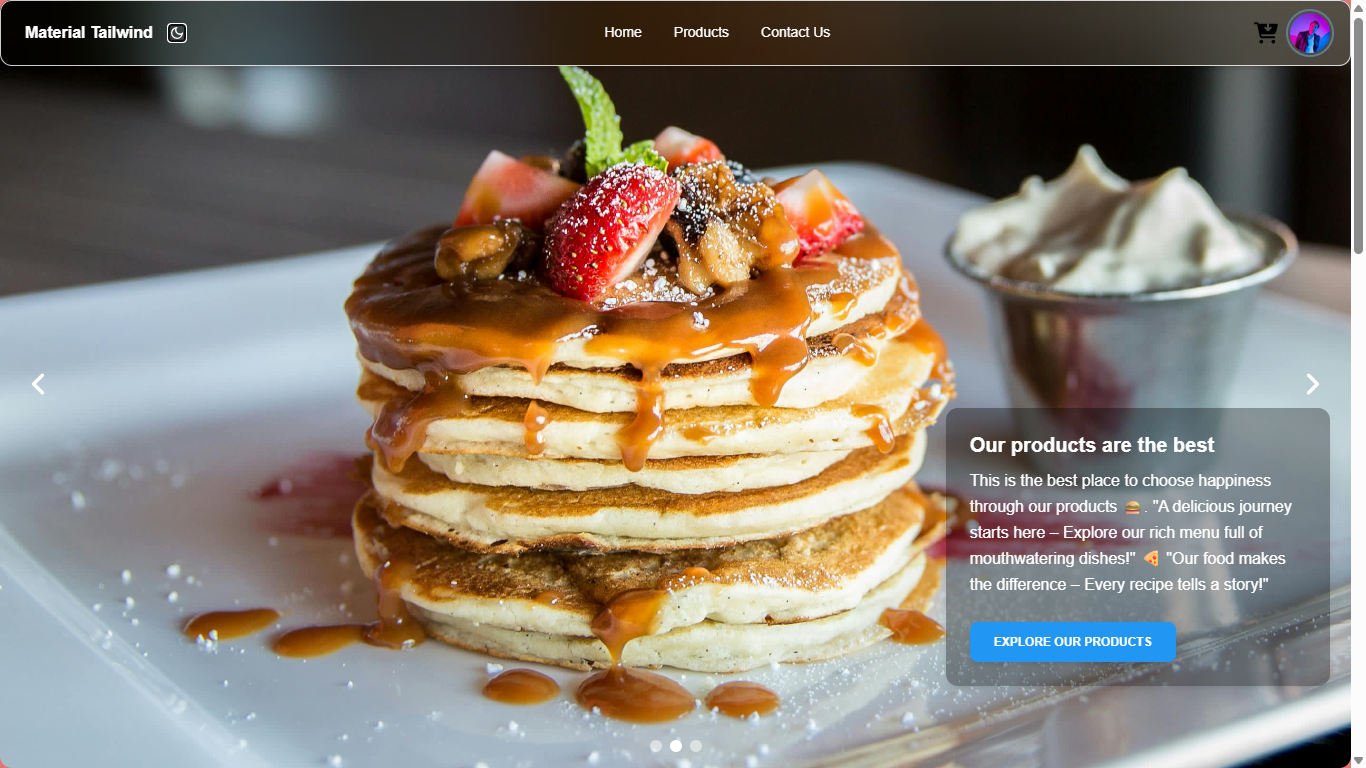 Material Tailwind
Home
Products
Contact Us
Our products are the best
This is the best place to choose happiness
through our products 🍔 . "A delicious journey
starts here – Explore our rich menu full of
mouthwatering dishes!" 🍕 "Our food makes
the difference – Every recipe tells a story!"
EXPLORE OUR PRODUCTS